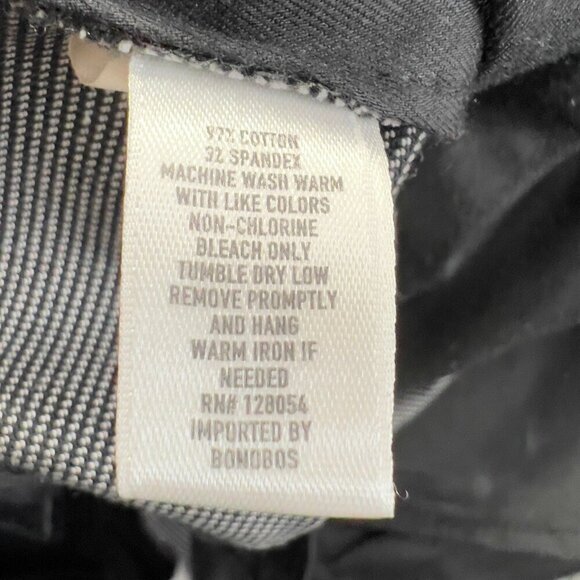 97% COTTON
3% SPANDEX
MACHINE WASH WARM
WITH LIKE COLORS
NON-CHLORINE
BLEACH ONLY
TUMBLE DRY LOW
REMOVE PROMPTLY
AND HANG
WARM IRON IF
NEEDED
RN# 128054
IMPORTED BY
BONOBOS